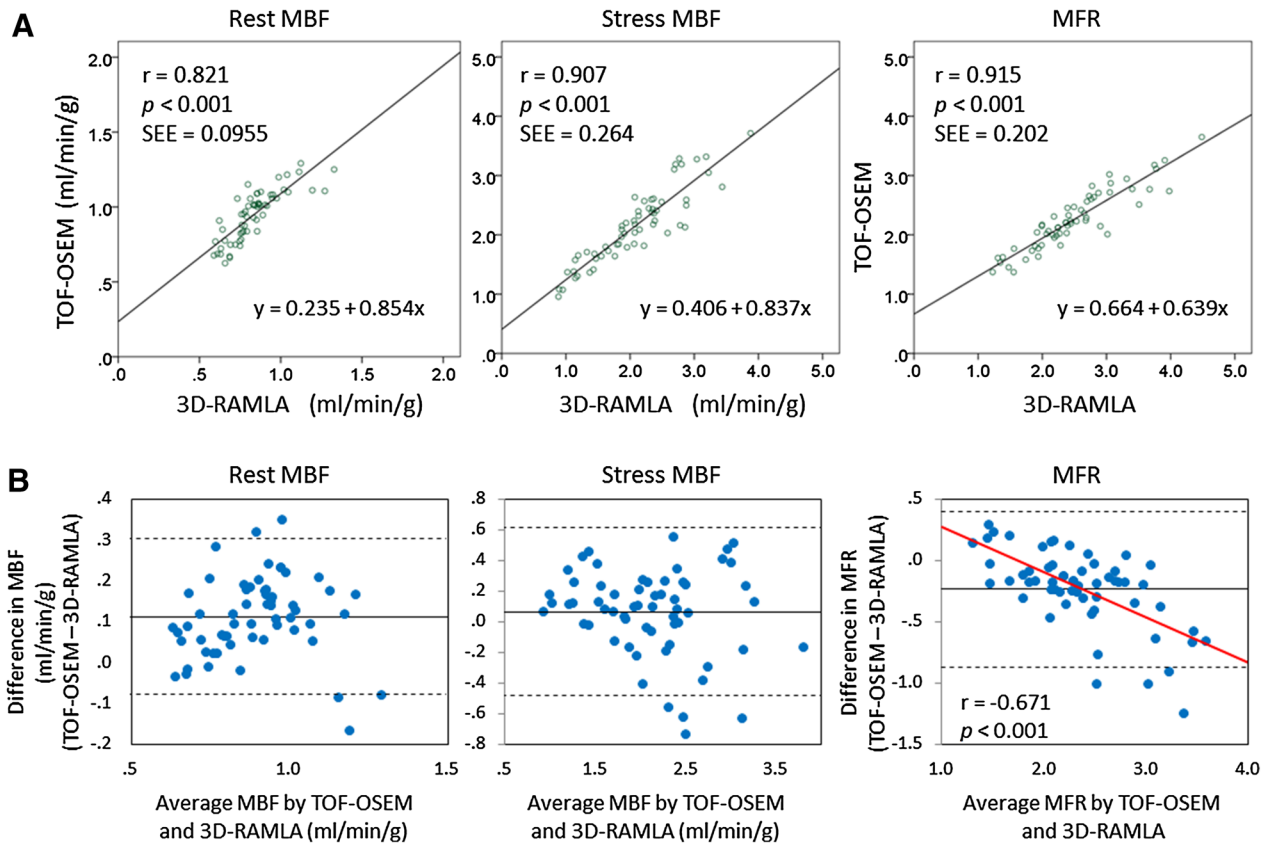 A
Rest MBF
Stress MBF
MFR
r = 0.821
p < 0.001
SEE = 0.0955
y = 0.235 + 0.854x
TOF-OSEM (ml/min/g)
2.0
1.5
1.0
.5
.0
.0 .5 1.0 1.5 2.0
3D-RAMLA (ml/min/g)
r = 0.907
p < 0.001
SEE = 0.264
y = 0.406 + 0.837x
5.0
4.0
3.0
2.0
1.0
.0
.0 1.0 2.0 3.0 4.0 5.0
3D-RAMLA (ml/min/g)
r = 0.915
p < 0.001
SEE = 0.202
y = 0.664 + 0.639x
TOF-OSEM
5.0
4.0
3.0
2.0
1.0
.0
.0 1.0 2.0 3.0 4.0 5.0
3D-RAMLA
B
Rest MBF
Stress MBF
MFR
Difference in MBF
(ml/min/g)
(TOF-OSEM – 3D-RAMLA)
.4
.3
.2
.1
.0
-.1
-.2
.5 1.0 1.5
Average MBF by TOF-OSEM
and 3D-RAMLA (ml/min/g)
.8
.6
.4
.2
.0
-.2
-.4
-.6
-.8
.5 1.5 2.5 3.5
Average MBF by TOF-OSEM
and 3D-RAMLA (ml/min/g)
Difference in MFR
(TOF-OSEM – 3D-RAMLA)
.5
.0
-.5
-1.0
-1.5
r = -0.671
p < 0.001
1.0 2.0 3.0 4.0
Average MFR by TOF-OSEM
and 3D-RAMLA